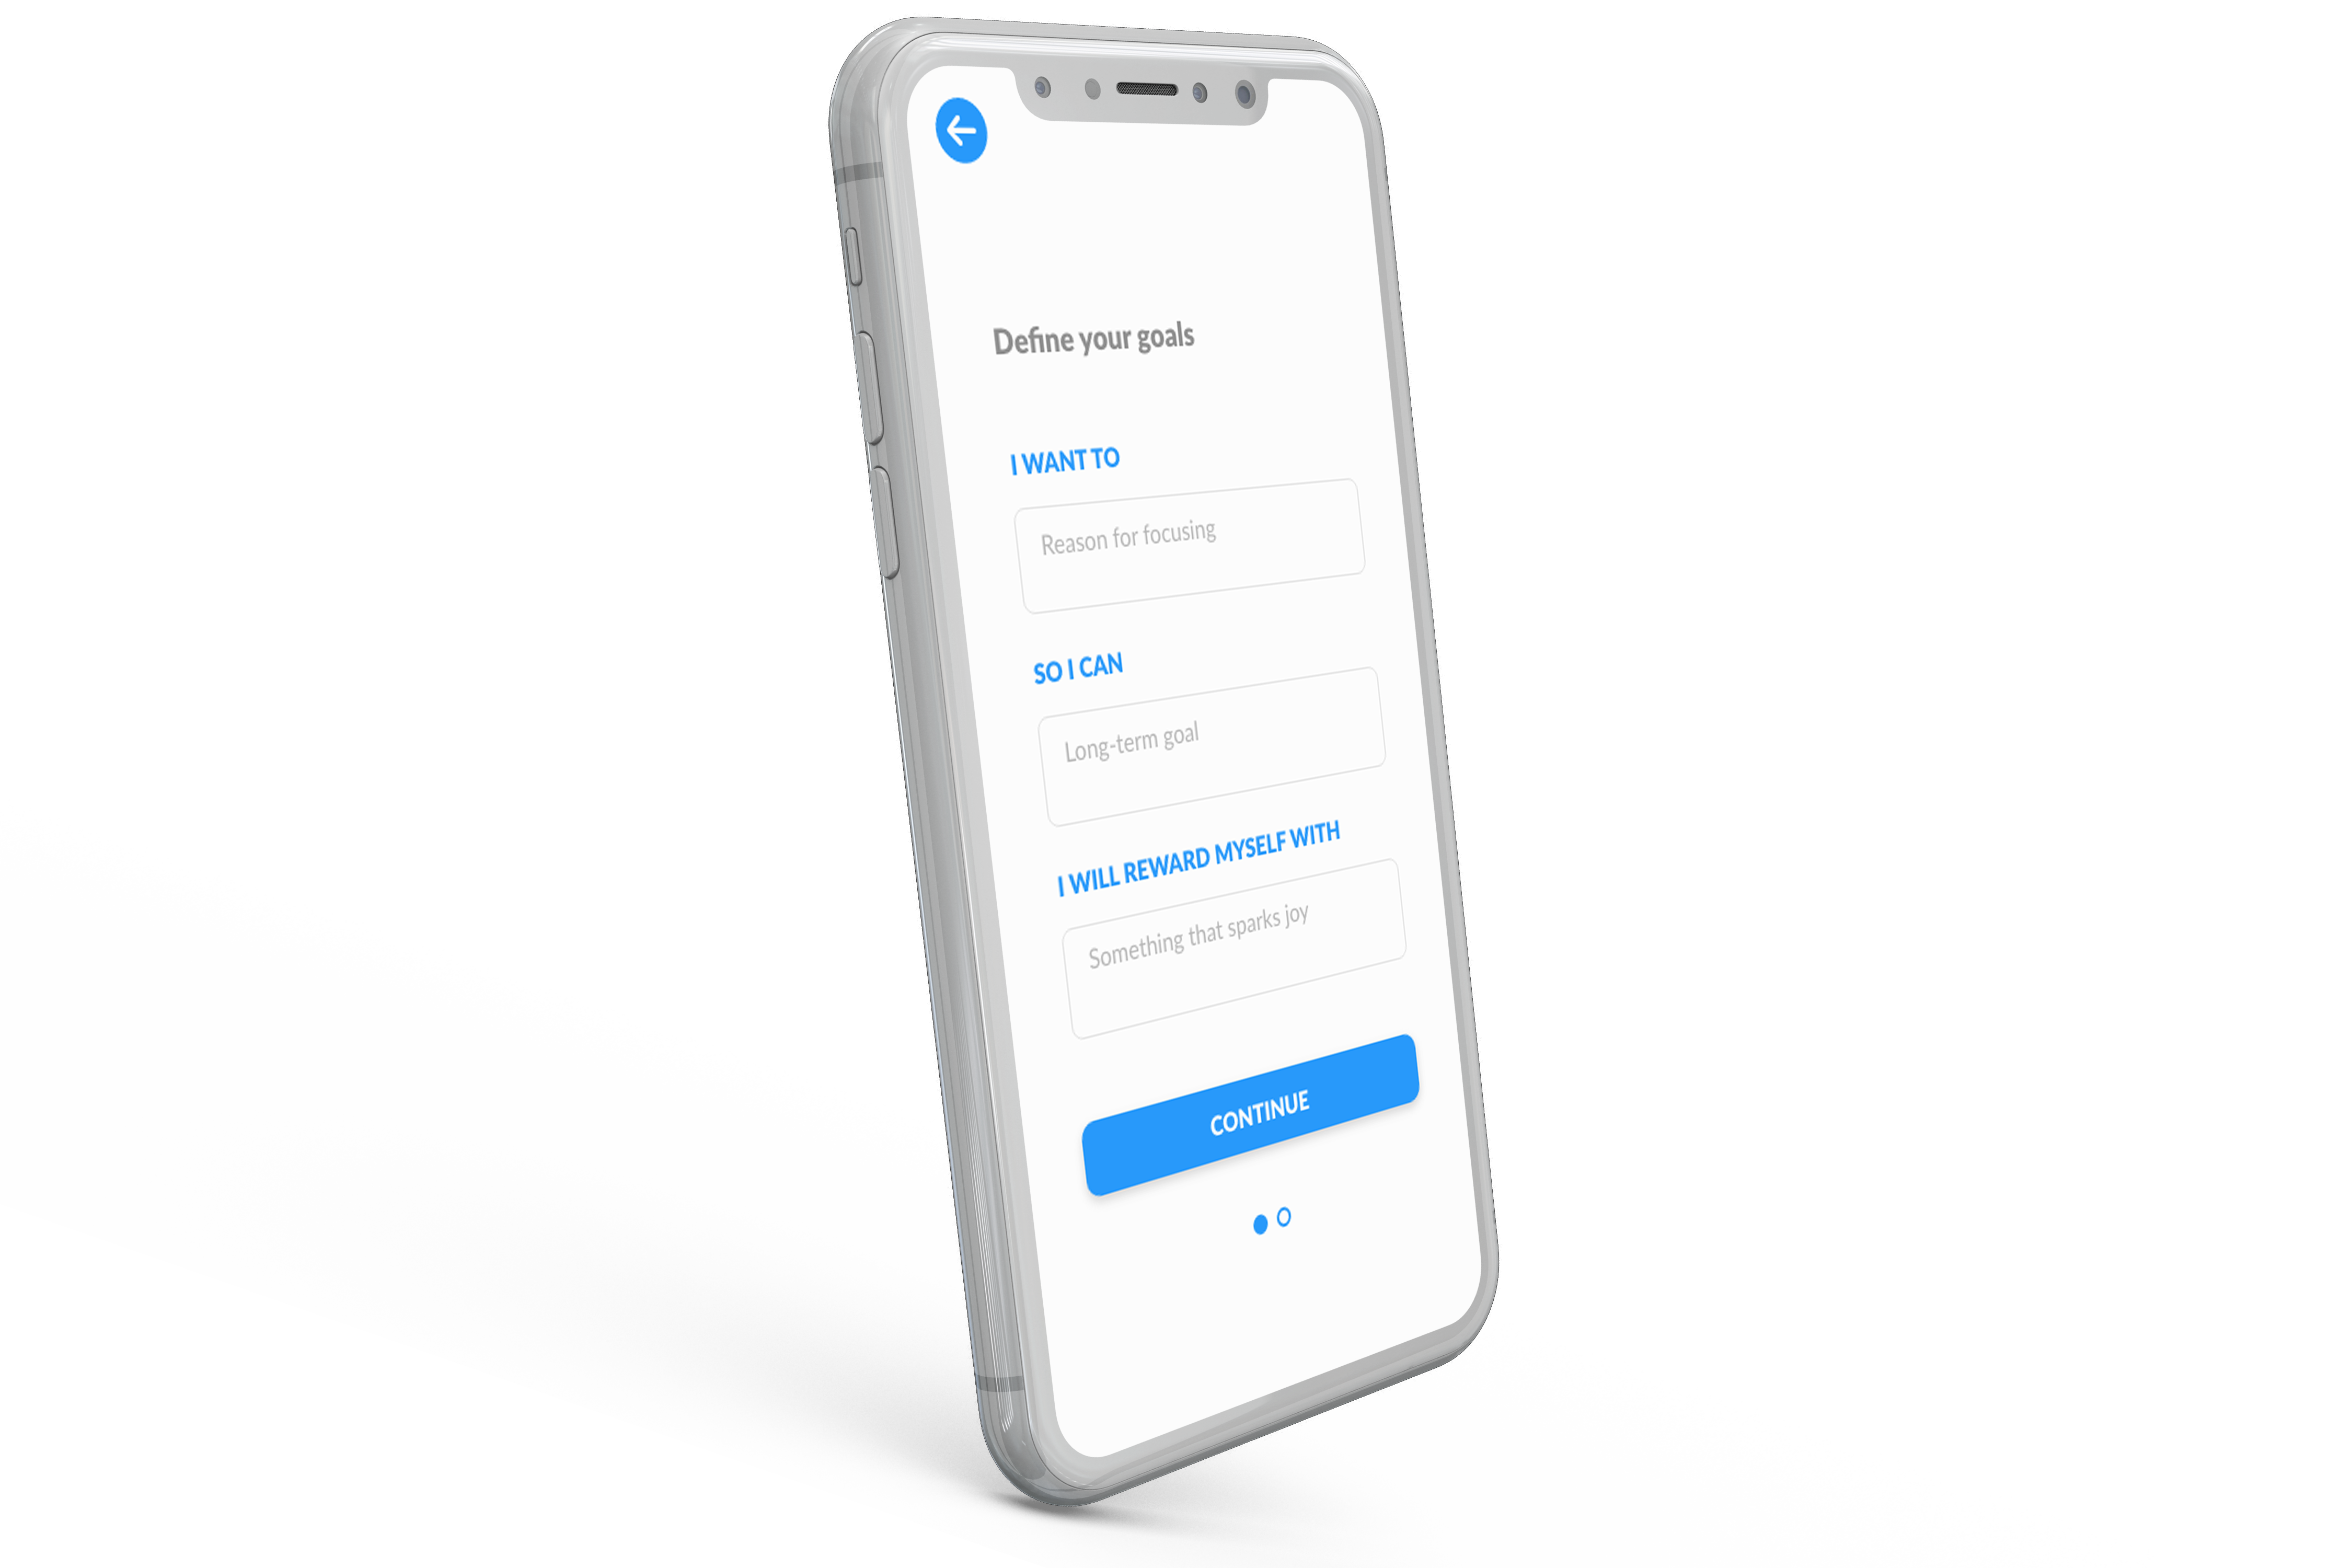 Define your goals
I WANT TO
Reason for focusing
SO I CAN
Long-term goal
I WILL REWARD MYSELF WITH
Something that sparks joy
CONTINUE